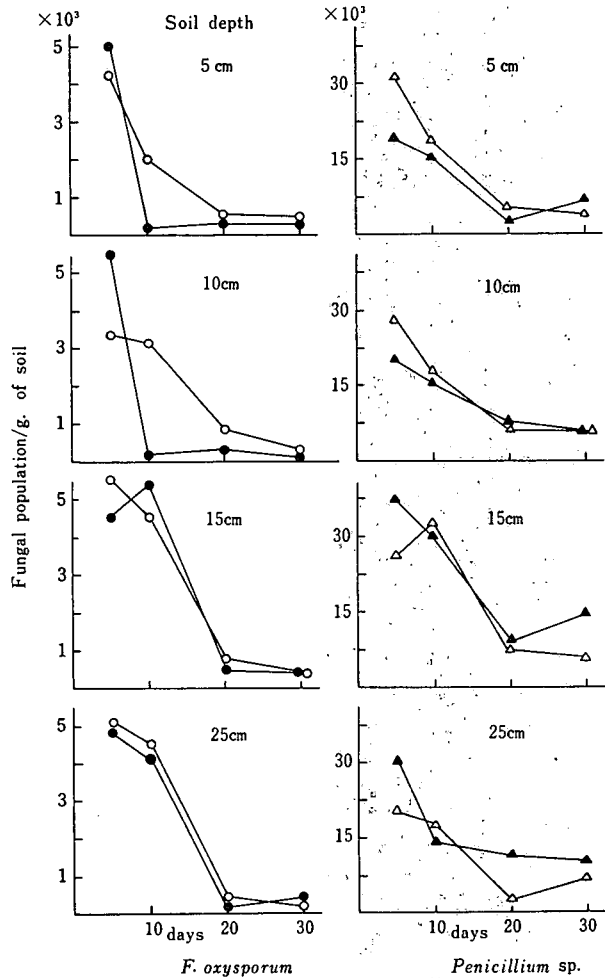 ×10³ Soil depth ×10³
5 cm 5 cm
5
3
1
30
15
10cm 10cm
5
3
1
30
15
Fungal population/g. of soil
15cm 15cm
5
3
1
30
15
25cm 25cm
5
3
1
30
15
10 20 30 10 20 30
days days
F. oxysporum Penicillium sp.